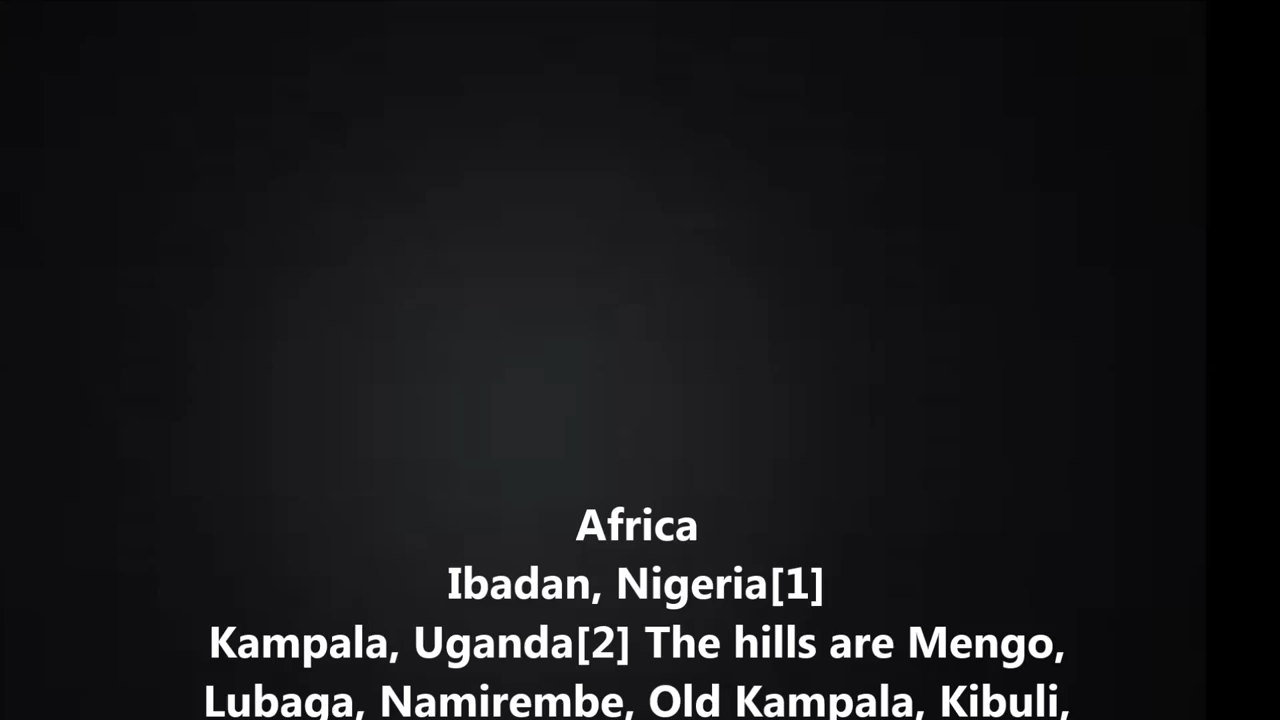 Africa
Ibadan, Nigeria[1]
Kampala, Uganda[2] The hills are Mengo,
Lubaga, Namirembe, Old Kampala, Kibuli,